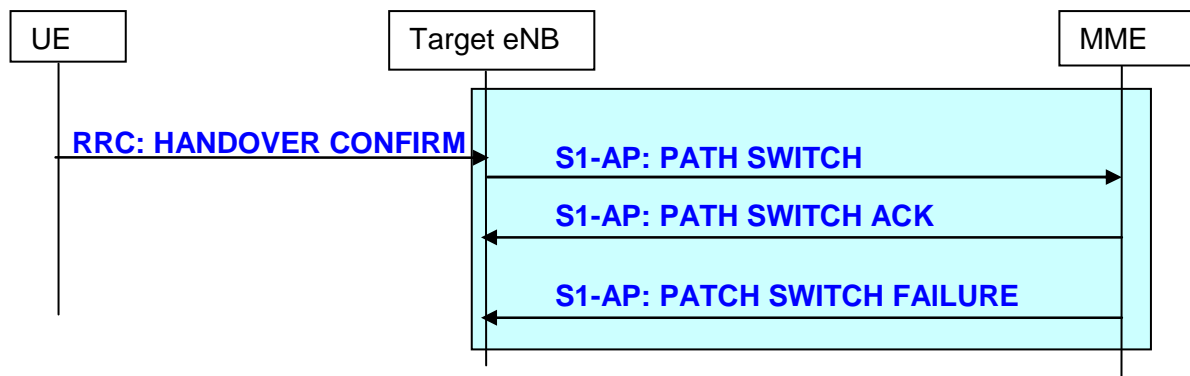 UE
Target eNB
MME
RRC: HANDOVER CONFIRM
S1-AP: PATH SWITCH
S1-AP: PATH SWITCH ACK
S1-AP: PATCH SWITCH FAILURE